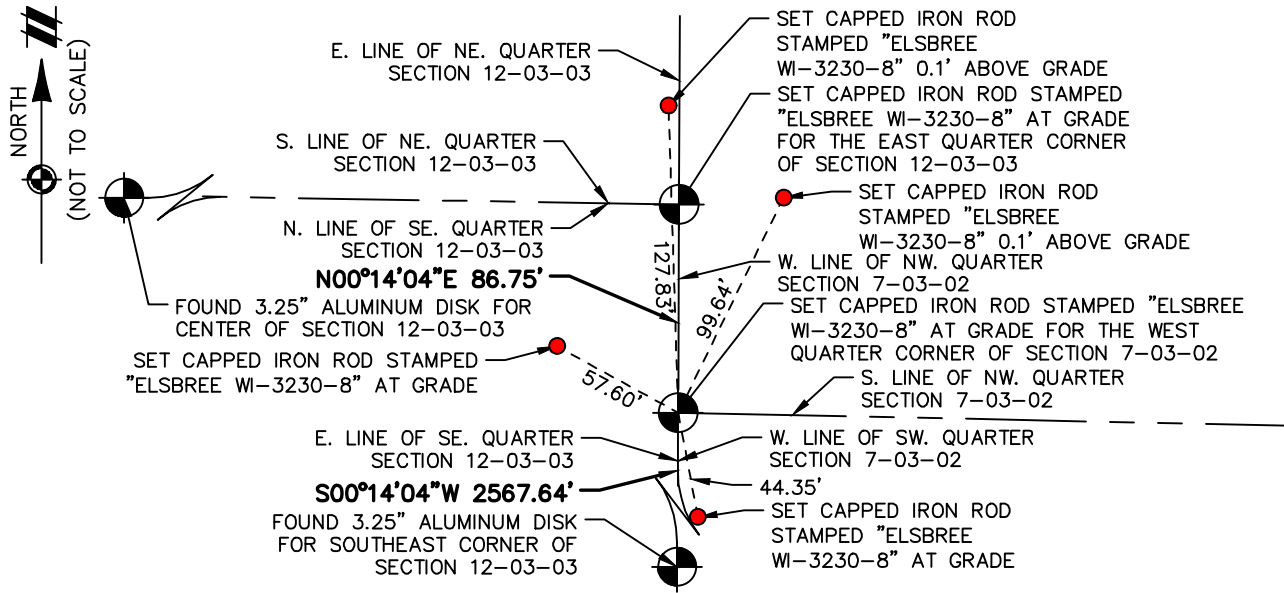 NORTH
(NOT TO SCALE)
E. LINE OF NE. QUARTER
SECTION 12-03-03
SET CAPPED IRON ROD
STAMPED "ELSBREE
WI-3230-8" 0.1' ABOVE GRADE
S. LINE OF NE. QUARTER
SECTION 12-03-03
SET CAPPED IRON ROD STAMPED
"ELSBREE WI-3230-8" AT GRADE
FOR THE EAST QUARTER CORNER
OF SECTION 12-03-03
SET CAPPED IRON ROD
STAMPED "ELSBREE
WI-3230-8" 0.1' ABOVE GRADE
N. LINE OF SE. QUARTER
SECTION 12-03-03
N00°14'04"E 86.75'
127.83'
99.64'
W. LINE OF NW. QUARTER
SECTION 7-03-02
FOUND 3.25" ALUMINUM DISK FOR
CENTER OF SECTION 12-03-03
SET CAPPED IRON ROD STAMPED "ELSBREE
WI-3230-8" AT GRADE FOR THE WEST
QUARTER CORNER OF SECTION 7-03-02
SET CAPPED IRON ROD STAMPED
"ELSBREE WI-3230-8" AT GRADE
57.60'
S. LINE OF NW. QUARTER
SECTION 7-03-02
E. LINE OF SE. QUARTER
SECTION 12-03-03
W. LINE OF SW. QUARTER
SECTION 7-03-02
S00°14'04"W 2567.64'
44.35'
FOUND 3.25" ALUMINUM DISK
FOR SOUTHEAST CORNER OF
SECTION 12-03-03
SET CAPPED IRON ROD
STAMPED "ELSBREE
WI-3230-8" AT GRADE